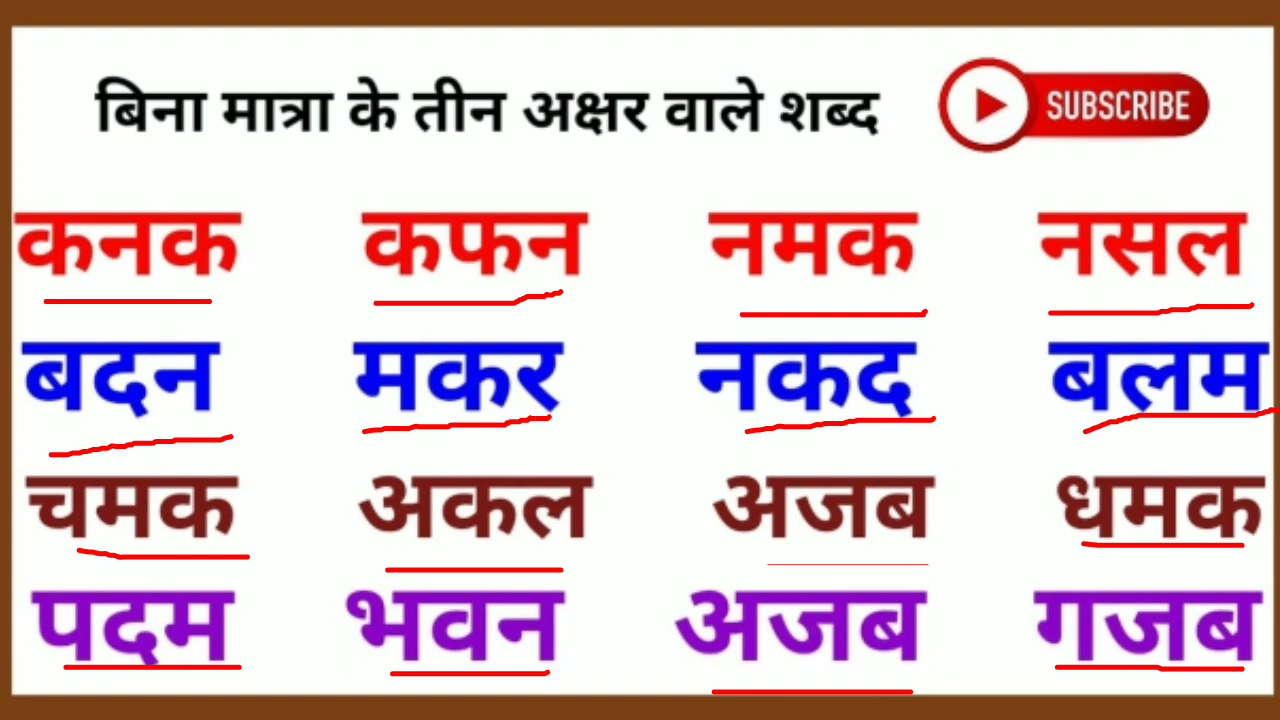 बिना मात्रा के तीन अक्षर वाले शब्द SUBSCRIBE
कनक कफन नमक नसल
बदन मकर नकद बलम
चमक अकल अजब धमक
पदम भवन अजब गजब